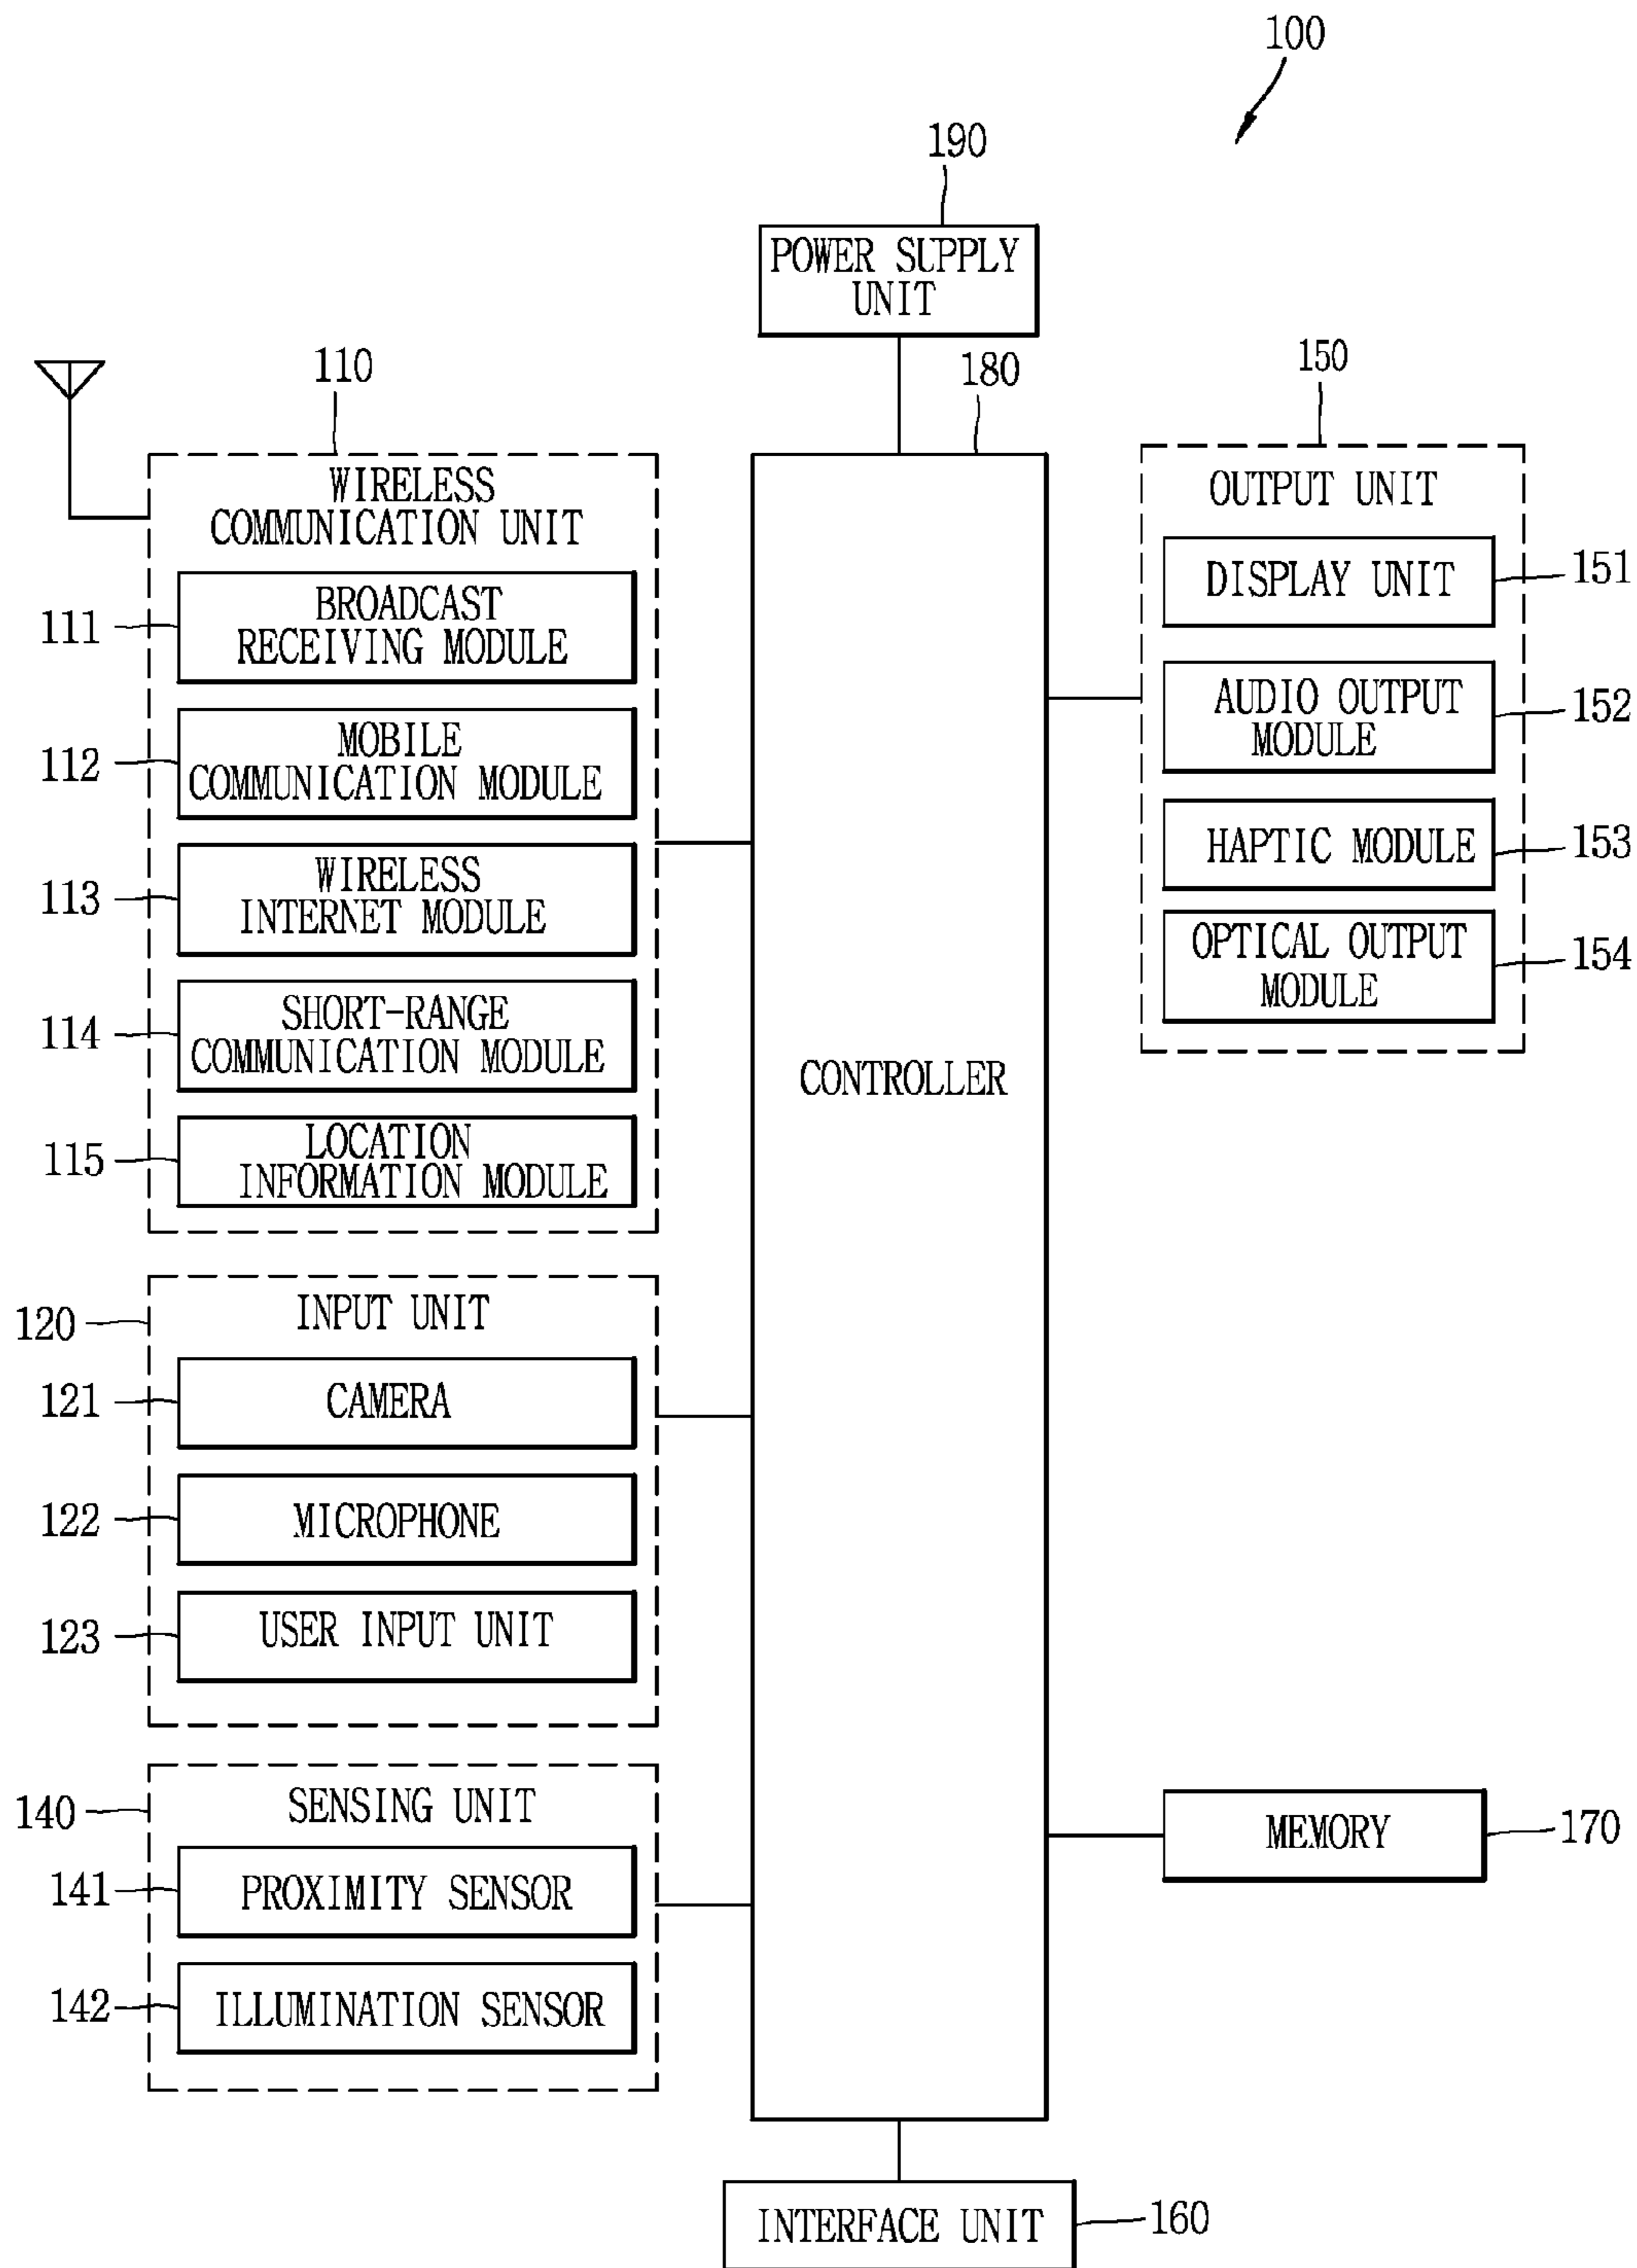 100
190
POWER SUPPLY
UNIT
110
180
150
WIRELESS
COMMUNICATION UNIT
111
BROADCAST
RECEIVING MODULE
112
MOBILE
COMMUNICATION MODULE
113
WIRELESS
INTERNET MODULE
114
SHORT-RANGE
COMMUNICATION MODULE
115
LOCATION
INFORMATION MODULE
120
INPUT UNIT
121
CAMERA
122
MICROPHONE
123
USER INPUT UNIT
140
SENSING UNIT
141
PROXIMITY SENSOR
142
ILLUMINATION SENSOR
CONTROLLER
OUTPUT UNIT
DISPLAY UNIT
151
AUDIO OUTPUT
MODULE
152
HAPTIC MODULE
153
OPTICAL OUTPUT
MODULE
154
MEMORY
170
INTERFACE UNIT
160